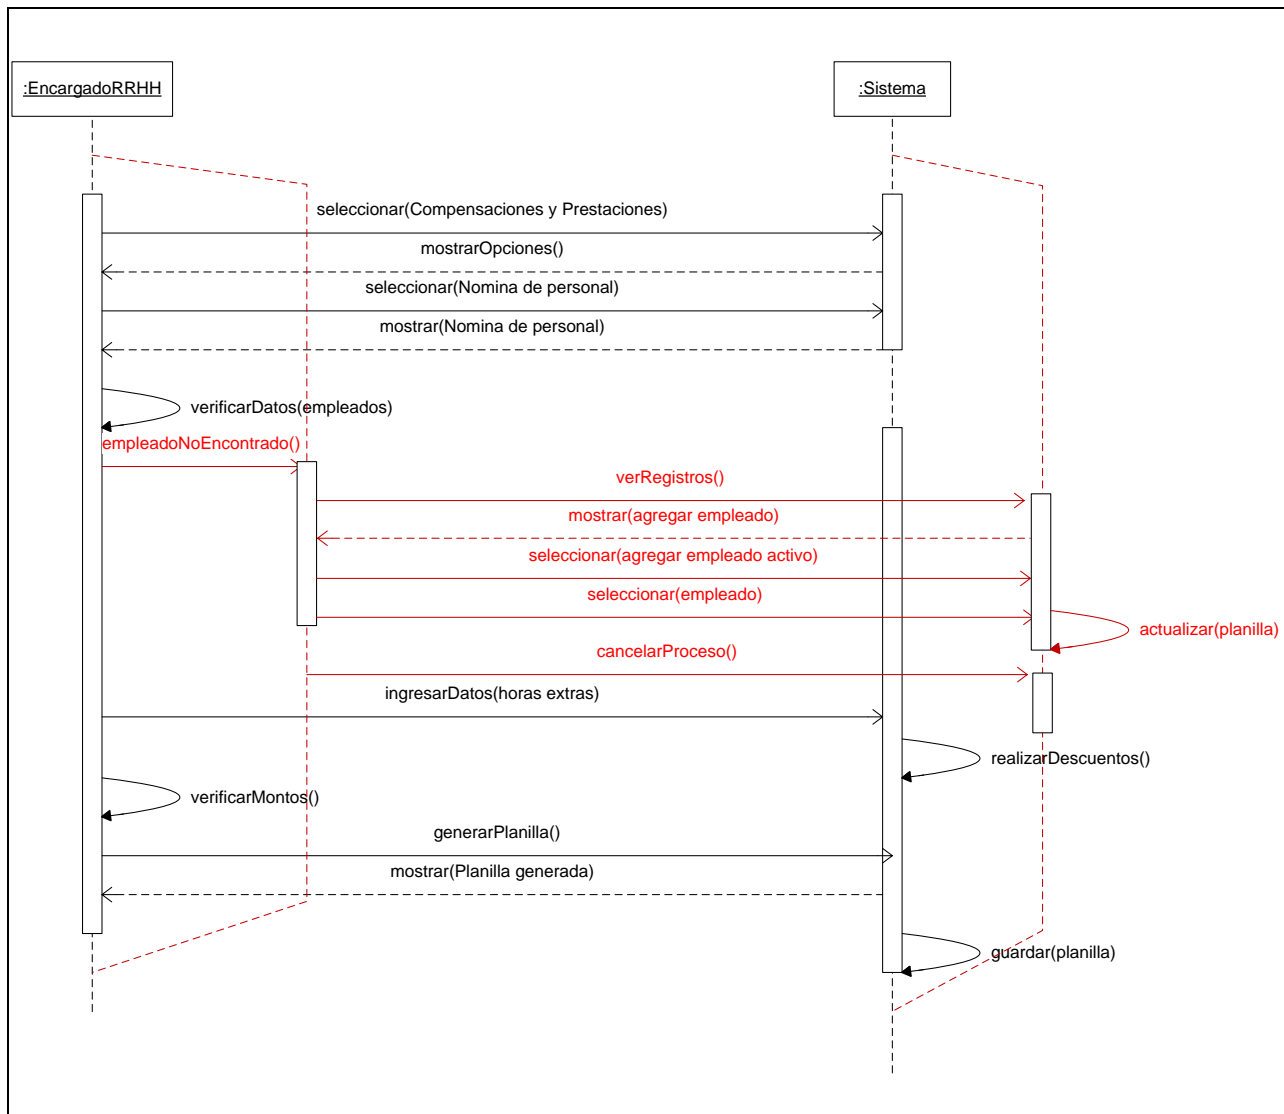 :EncargadoRRHH
:Sistema
seleccionar(Compensaciones y Prestaciones)
mostrarOpciones()
seleccionar(Nomina de personal)
mostrar(Nomina de personal)
verificarDatos(empleados)
empleadoNoEncontrado()
verRegistros()
mostrar(agregar empleado)
seleccionar(agregar empleado activo)
seleccionar(empleado)
actualizar(planilla)
cancelarProceso()
ingresarDatos(horas extras)
realizarDescuentos()
verificarMontos()
generarPlanilla()
mostrar(Planilla generada)
guardar(planilla)